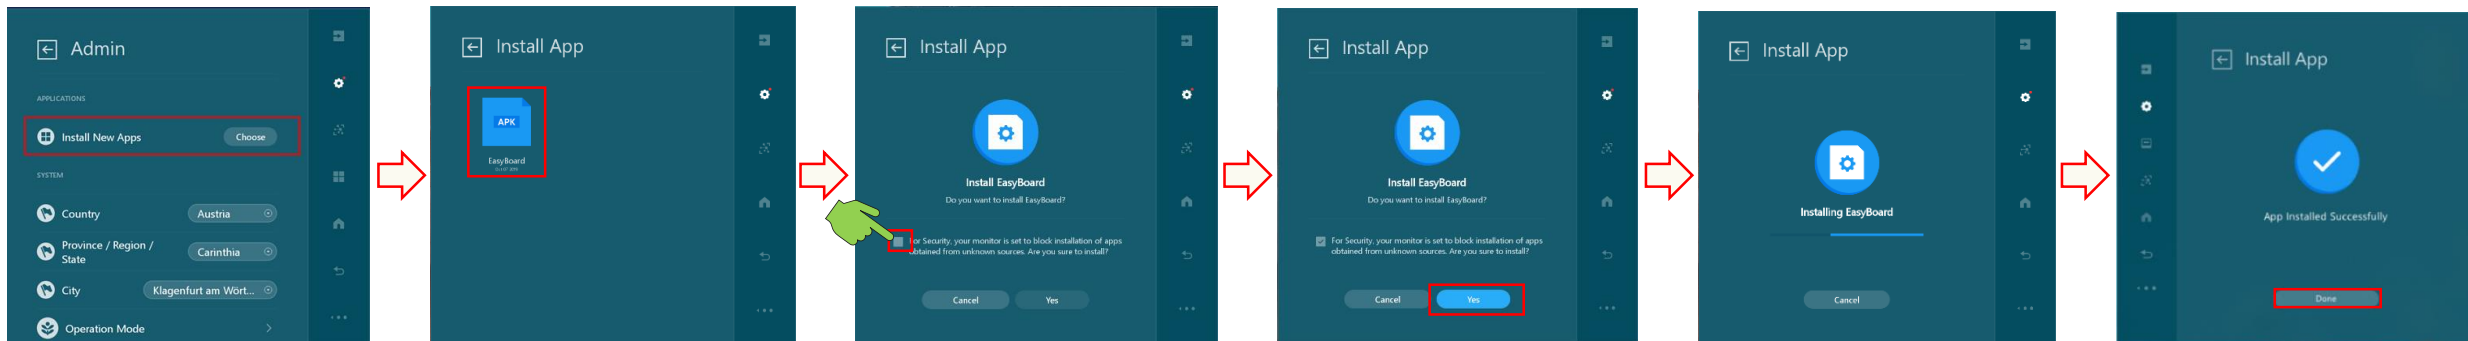 Admin
APPLICATIONS
Install New Apps
Choose
SYSTEM
Country
Austria
Province / Region /
State
Carinthia
City
Klagenfurt am Wört...
Operation Mode
Install App
APK
EasyBoard
Install App
Install EasyBoard
Do you want to install EasyBoard?
For Security, your monitor is set to block installation of apps
obtained from unknown sources. Are you sure to install?
Cancel
Yes
Install App
Install EasyBoard
Do you want to install EasyBoard?
For Security, your monitor is set to block installation of apps
obtained from unknown sources. Are you sure to install?
Cancel
Yes
Install App
Installing EasyBoard
Cancel
Install App
App Installed Successfully
Done